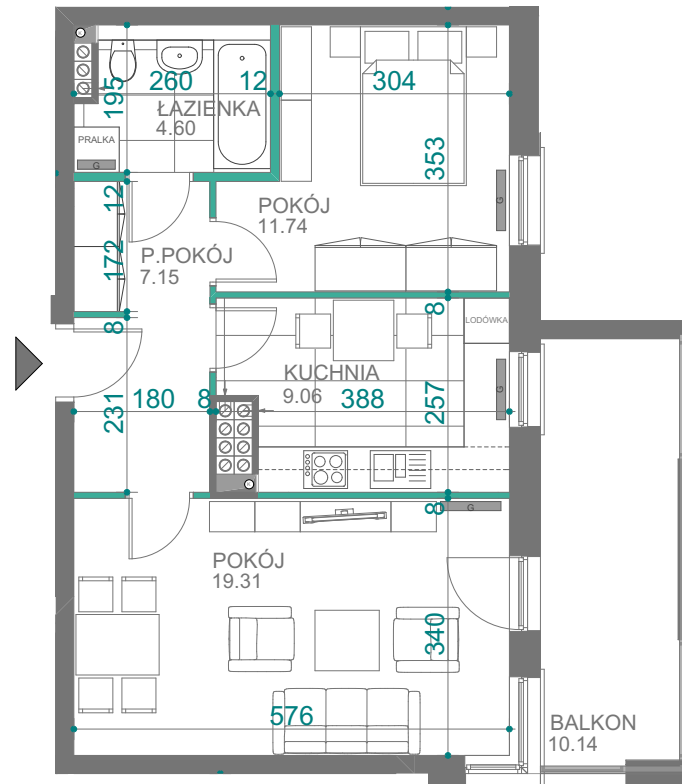 260
12
304
195
ŁAZIENKA
4.60
PRALKA
G
353
12
POKÓJ
11.74
G
172
P.POKÓJ
7.15
8
8
LODÓWKA
KUCHNIA
9.06
G
231
180
8
388
257
8
G
POKÓJ
19.31
340
576
BALKON
10.14